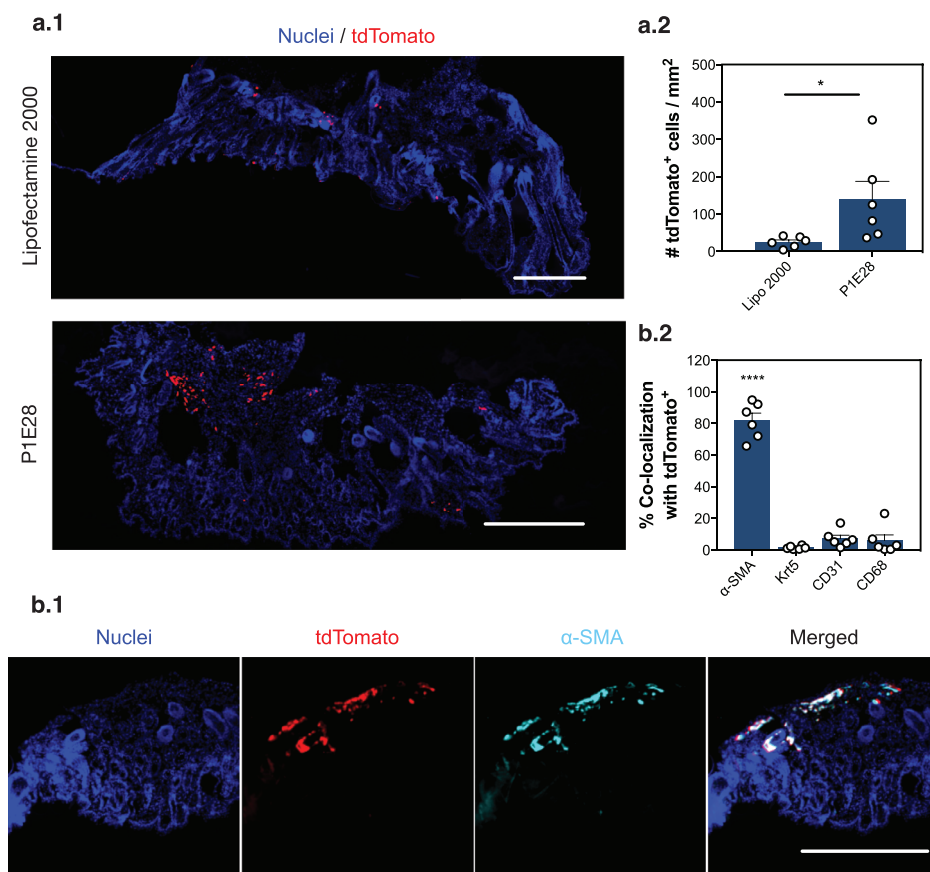 a.1
Nuclei / tdTomato
Lipofectamine 2000
P1E28
a.2
# tdTomato⁺ cells / mm²
500
400
300
200
100
0
*
Lipo 2000
P1E28
b.2
% Co-localization
with tdTomato⁺
120
100
80
60
40
20
0
****
α-SMA
Krt5
CD31
CD68
b.1
Nuclei
tdTomato
α-SMA
Merged